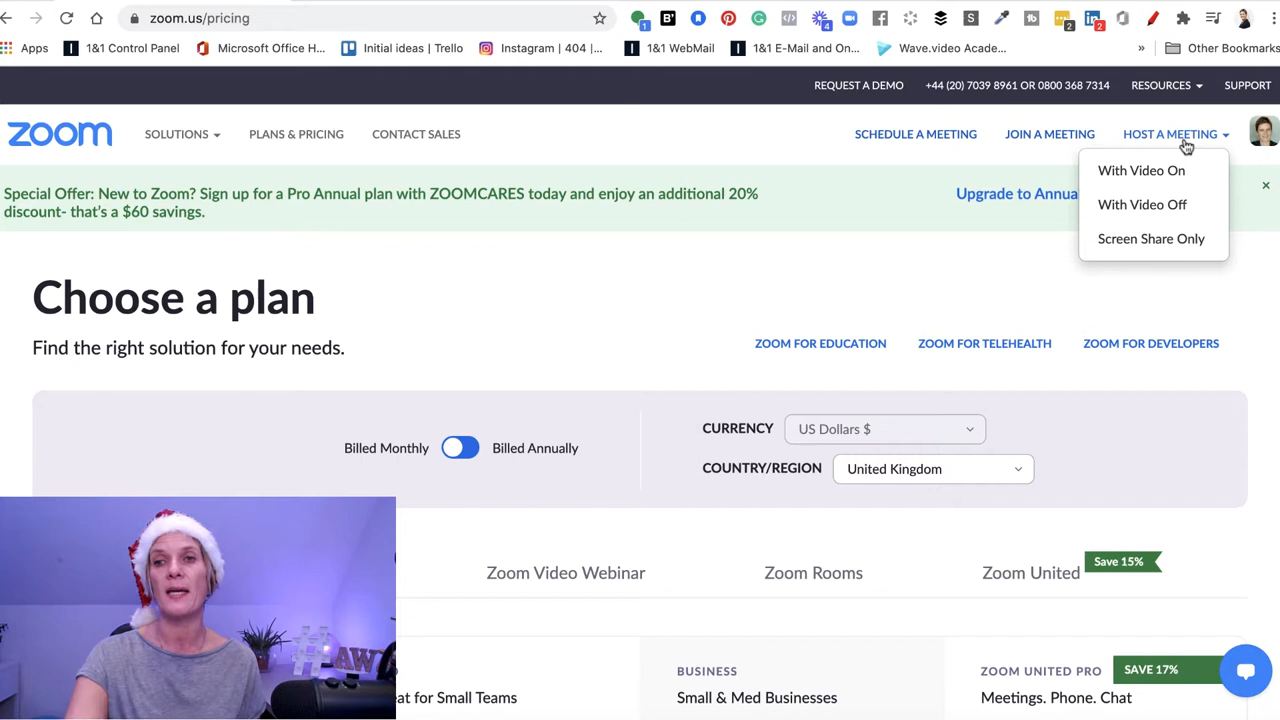 zoom.us/pricing
1 4 2 2
Apps 1&1 Control Panel Microsoft Office H... Initial ideas | Trello Instagram | 404 |... 1&1 WebMail 1&1 E-Mail and On... Wave.video Acade... » Other Bookmarks
REQUEST A DEMO +44 (20) 7039 8961 OR 0800 368 7314 RESOURCES SUPPORT
zoom SOLUTIONS PLANS & PRICING CONTACT SALES SCHEDULE A MEETING JOIN A MEETING HOST A MEETING
With Video On
With Video Off
Screen Share Only
Special Offer: New to Zoom? Sign up for a Pro Annual plan with ZOOMCARES today and enjoy an additional 20%
discount- that's a $60 savings.
Upgrade to Annua
Choose a plan
Find the right solution for your needs.
ZOOM FOR EDUCATION ZOOM FOR TELEHEALTH ZOOM FOR DEVELOPERS
Billed Monthly Billed Annually
CURRENCY US Dollars $
COUNTRY/REGION United Kingdom
Zoom Video Webinar Zoom Rooms Zoom United Save 15%
BUSINESS ZOOM UNITED PRO SAVE 17%
eat for Small Teams Small & Med Businesses Meetings. Phone. Chat
# AW